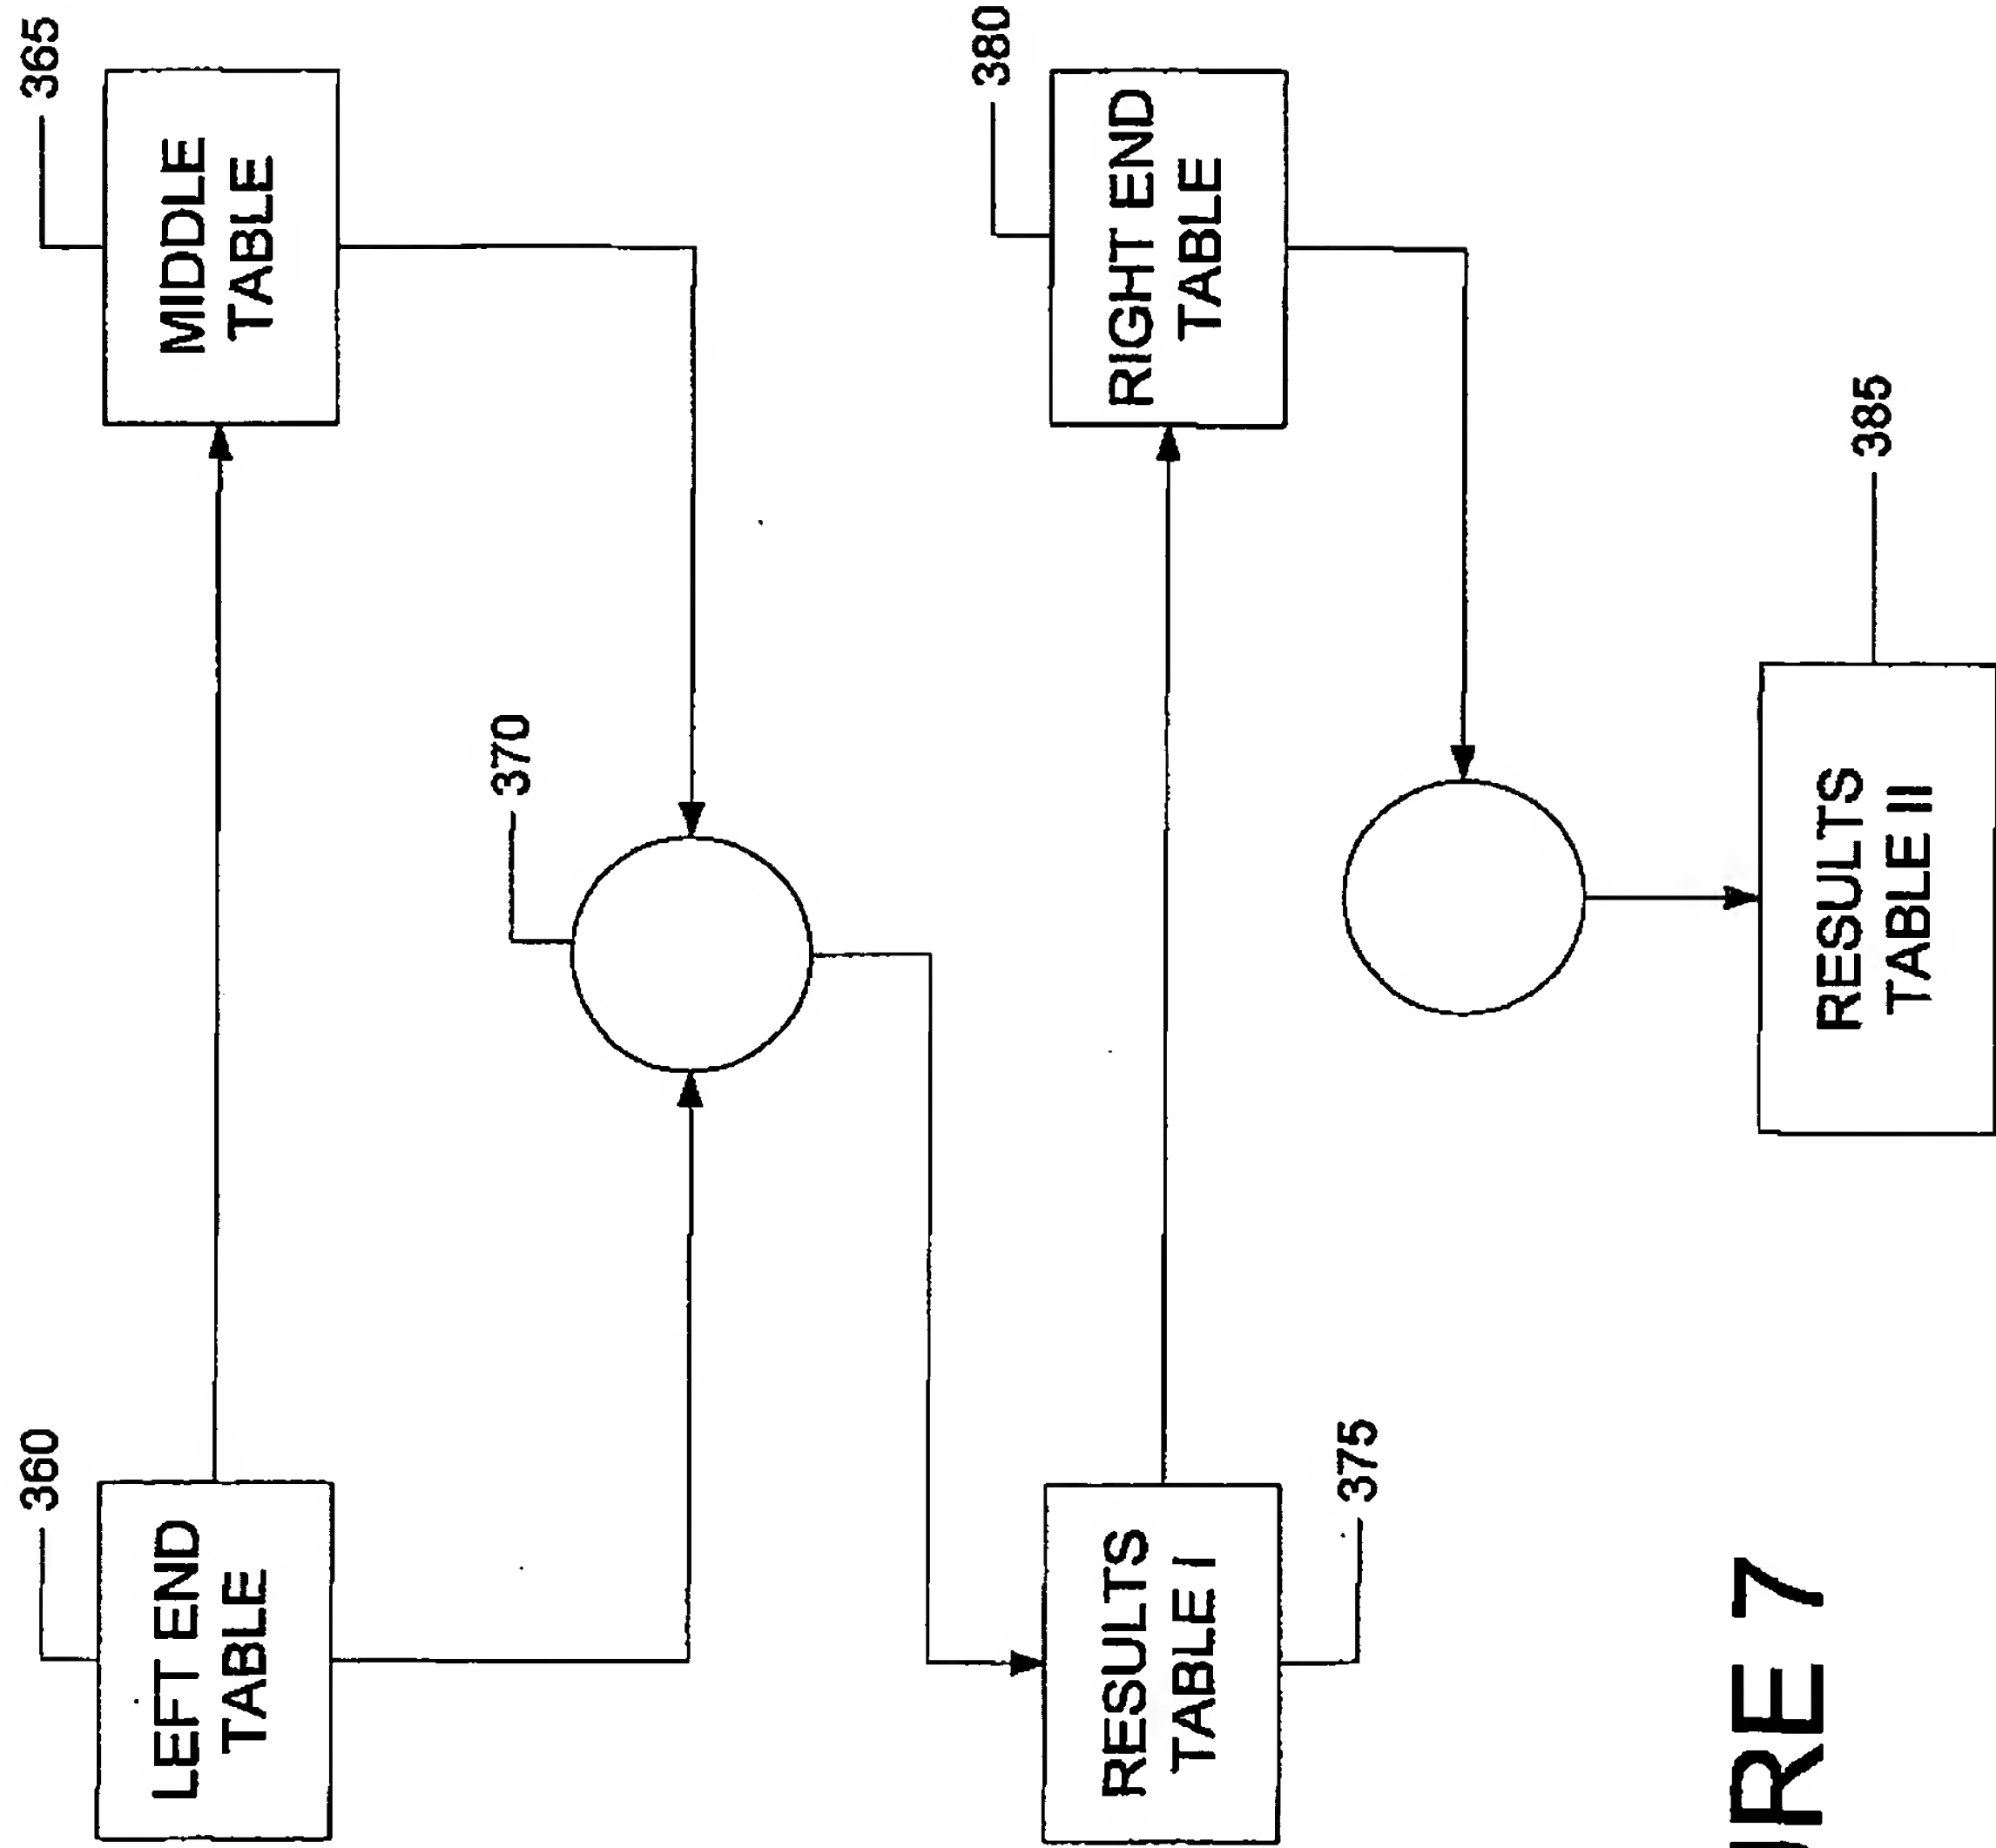 360
365
LEFT END
TABLE
MIDDLE
TABLE
370
380
RESULTS
TABLE I
RIGHT END
TABLE
375
385
RESULTS
TABLE II
7